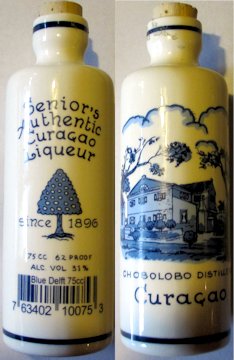 Senior's
Authentic
Curaçao
Liqueur
since 1896
75 CC 62 PROOF
ALC VOL 31%
Blue Delft 75cc
7 63402 10075 3
CHOBOLOBO DISTILL
Curaçao